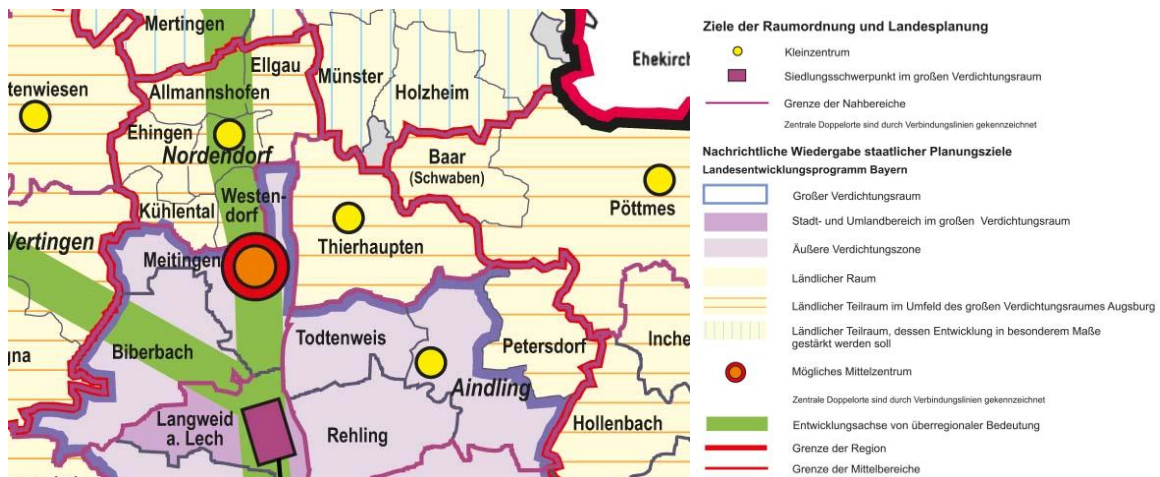 Mertingen
Ellgau
Ehekirch
tenwiesen
Allmannshofen
Münster
Holzheim
Ehingen
Nordendorf
Baar
(Schwaben)
Kühlental
Westen-
dorf
Pöttmes
Thierhaupten
Wertingen
Meitingen
Todtenweis
Inche
gna
Biberbach
Petersdorf
Aindling
Langweid
a. Lech
Rehling
Hollenbach
Ziele der Raumordnung und Landesplanung
Kleinzentrum
Siedlungsschwerpunkt im großen Verdichtungsraum
Grenze der Nahbereiche
Zentrale Doppelorte sind durch Verbindungslinien gekennzeichnet
Nachrichtliche Wiedergabe staatlicher Planungsziele
Landesentwicklungsprogramm Bayern
Großer Verdichtungsraum
Stadt- und Umlandbereich im großen Verdichtungsraum
Äußere Verdichtungszone
Ländlicher Raum
Ländlicher Teilraum im Umfeld des großen Verdichtungsraumes Augsburg
Ländlicher Teilraum, dessen Entwicklung in besonderem Maße
gestärkt werden soll
Mögliches Mittelzentrum
Zentrale Doppelorte sind durch Verbindungslinien gekennzeichnet
Entwicklungsachse von überregionaler Bedeutung
Grenze der Region
Grenze der Mittelbereiche